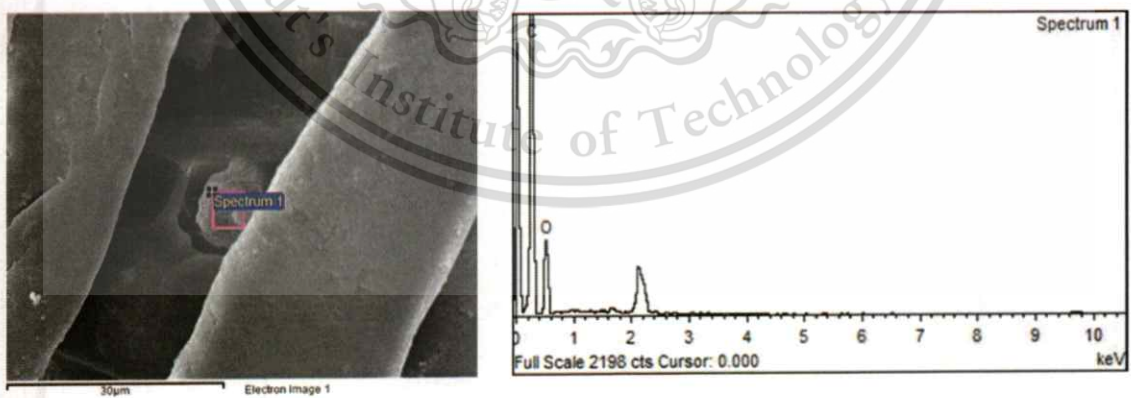 't's Institute of Technology
Spectrum 1
30µm
Electron Image 1
Spectrum 1
C
O
0 1 2 3 4 5 6 7 8 9 10
Full Scale 2198 cts Cursor: 0.000
keV